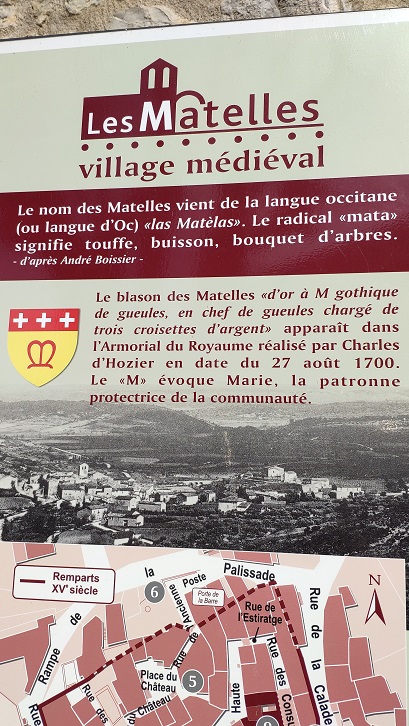 Les Matelles
village médiéval
Le nom des Matelles vient de la langue occitane
(ou langue d'Oc) «las Matèlas». Le radical «mata»
signifie touffe, buisson, bouquet d'arbres.
- d'après André Boissier -
Le blason des Matelles «d'or à M gothique
de gueules, en chef de gueules chargé de
trois croisettes d'argent» apparaît dans
l'Armorial du Royaume réalisé par Charles
d'Hozier en date du 27 août 1700.
Le «M» évoque Marie, la patronne
protectrice de la communauté.
Remparts
XVe siècle
Rampe de la Palissade
6
Rue de l'Ancienne Poste
Porte de
la Barre
Rue de
l'Estiratge
N
Rue de la Calade
Place du
Château
5
du Château
Rue
Haute
Rue des
9